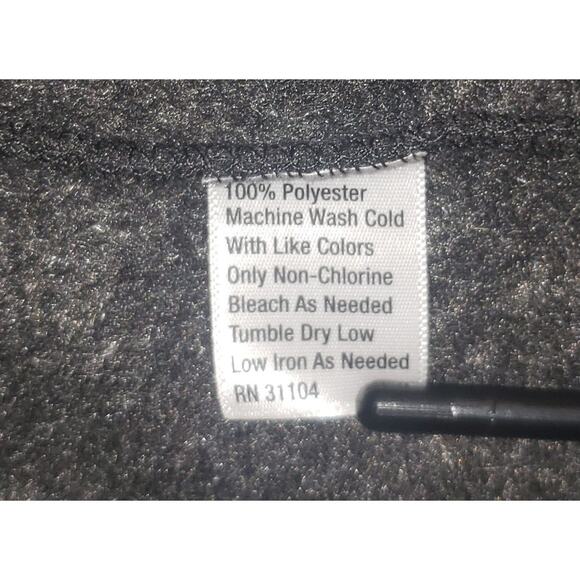 100% Polyester
Machine Wash Cold
With Like Colors
Only Non-Chlorine
Bleach As Needed
Tumble Dry Low
Low Iron As Needed
RN 31104